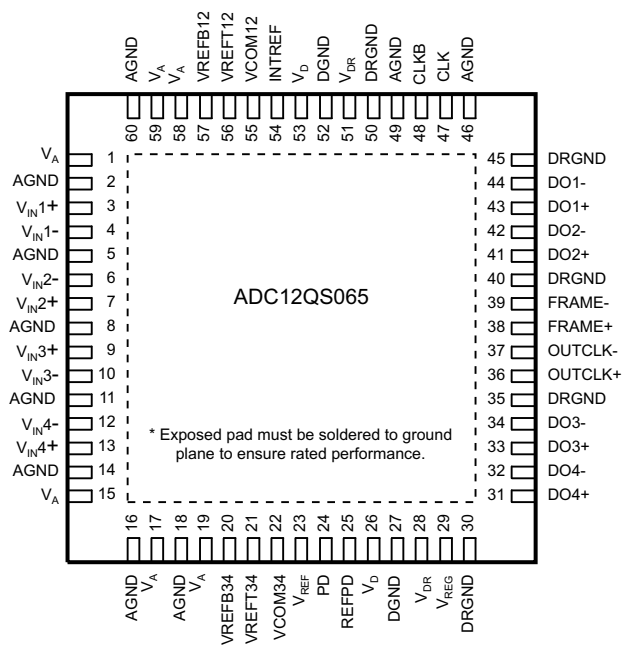 AGND
VA
VA
VREFB12
VREFT12
VCOM12
INTREF
VD
DGND
VDR
DRGND
AGND
CLKB
CLK
AGND
60
59
58
57
56
55
54
53
52
51
50
49
48
47
46
VA 1
AGND 2
VIN1+ 3
VIN1- 4
AGND 5
VIN2- 6
VIN2+ 7
AGND 8
VIN3+ 9
VIN3- 10
AGND 11
VIN4- 12
VIN4+ 13
AGND 14
VA 15
ADC12QS065
* Exposed pad must be soldered to ground
plane to ensure rated performance.
45 DRGND
44 DO1-
43 DO1+
42 DO2-
41 DO2+
40 DRGND
39 FRAME-
38 FRAME+
37 OUTCLK-
36 OUTCLK+
35 DRGND
34 DO3-
33 DO3+
32 DO4-
31 DO4+
16
17
18
19
20
21
22
23
24
25
26
27
28
29
30
AGND
VA
AGND
VA
VREFB34
VREFT34
VCOM34
VREF
PD
REFPD
VD
DGND
VDR
VREG
DRGND